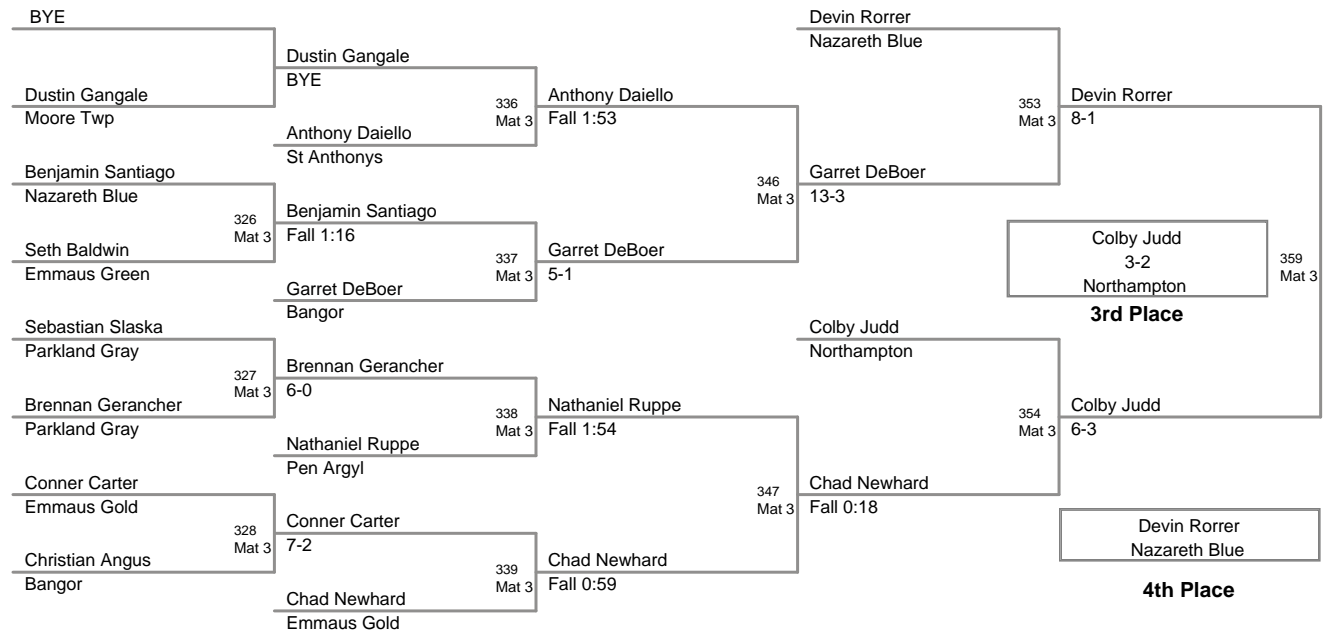 BYE
Dustin Gangale
Moore Twp
Benjamin Santiago
Nazareth Blue
326
Mat 3
Seth Baldwin
Emmaus Green
Sebastian Slaska
Parkland Gray
327
Mat 3
Brennan Gerancher
Parkland Gray
Conner Carter
Emmaus Gold
328
Mat 3
Christian Angus
Bangor
Dustin Gangale
BYE
336
Mat 3
Anthony Daiello
St Anthonys
Benjamin Santiago
Fall 1:16
337
Mat 3
Garret DeBoer
Bangor
Brennan Gerancher
6-0
338
Mat 3
Nathaniel Ruppe
Pen Argyl
Conner Carter
7-2
339
Mat 3
Chad Newhard
Emmaus Gold
Anthony Daiello
Fall 1:53
346
Mat 3
Garret DeBoer
5-1
Nathaniel Ruppe
Fall 1:54
347
Mat 3
Chad Newhard
Fall 0:59
Devin Rorrer
Nazareth Blue
353
Mat 3
Garret DeBoer
13-3
Colby Judd
Northampton
354
Mat 3
Chad Newhard
Fall 0:18
Devin Rorrer
8-1
Colby Judd
3-2
Northampton
3rd Place
359
Mat 3
Colby Judd
6-3
Devin Rorrer
Nazareth Blue
4th Place